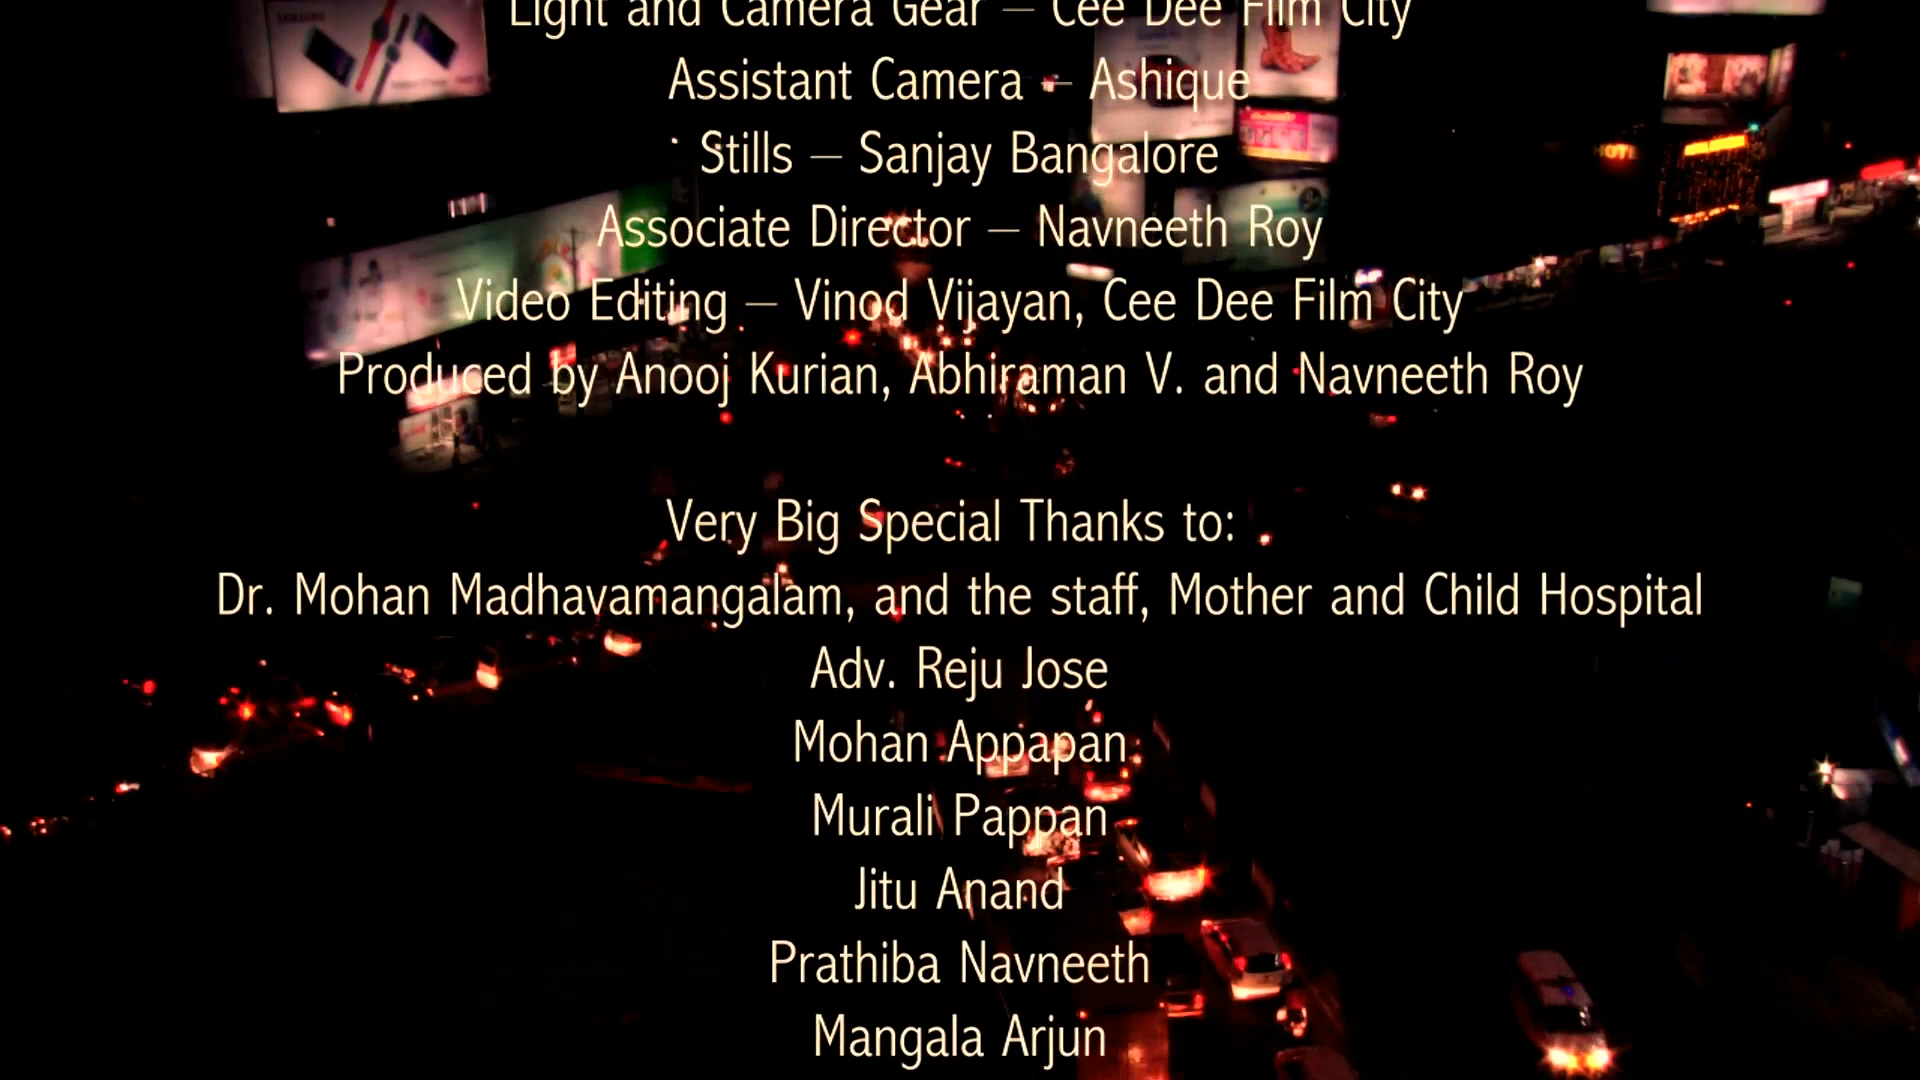 Light and Camera Gear – Cee Dee Film City
Assistant Camera – Ashique
Stills – Sanjay Bangalore
Associate Director – Navneeth Roy
Video Editing – Vinod Vijayan, Cee Dee Film City
Produced by Anooj Kurian, Abhiraman V. and Navneeth Roy
Very Big Special Thanks to:
Dr. Mohan Madhavamangalam, and the staff, Mother and Child Hospital
Adv. Reju Jose
Mohan Appapan
Murali Pappan
Jitu Anand
Prathiba Navneeth
Mangala Arjun
SAMSUNG
HOTE